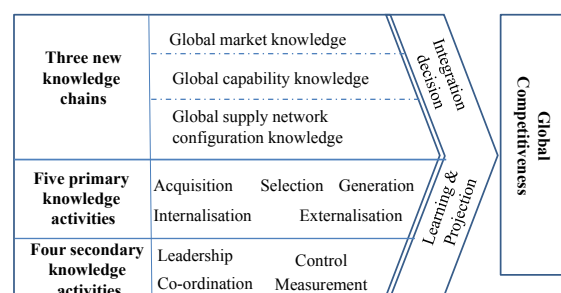 Three new
knowledge
chains
Global market knowledge
Global capability knowledge
Global supply network
configuration knowledge
Integration
decision
Five primary
knowledge
activities
Acquisition Selection Generation
Internalisation Externalisation
Learning &
Projection
Four secondary
knowledge
activities
Leadership Control
Co-ordination Measurement
Global
Competitiveness